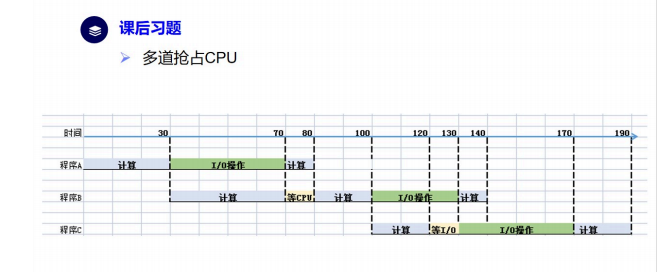 课后习题
多道抢占CPU
时间 30 70 80 100 120 130 140 170 190
程序A 计算 I/O操作 计算
程序B 计算 等CPU 计算 I/O操作 计算
程序C 计算 等I/O I/O操作 计算